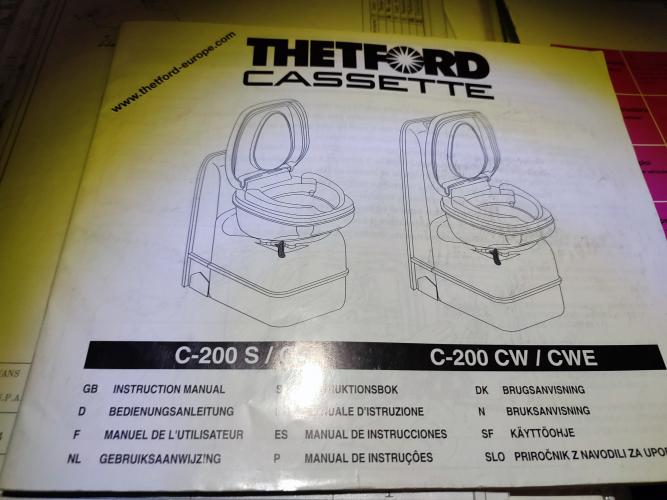 www.thetford-europe.com
THETFORD
CASSETTE
C-200 S /
C-200 CW / CWE
GB INSTRUCTION MANUAL
DK BRUGSANVISNING
D BEDIENUNGSANLEITUNG
N BRUKSANVISNING
F MANUEL DE L'UTILISATEUR
ES MANUAL DE INSTRUCCIONES
SF KÄYTTÖOHJE
NL GEBRUIKSAANWIJZING
P MANUAL DE INSTRUÇÕES
SLO PRIROČNIK Z NAVODILI ZA